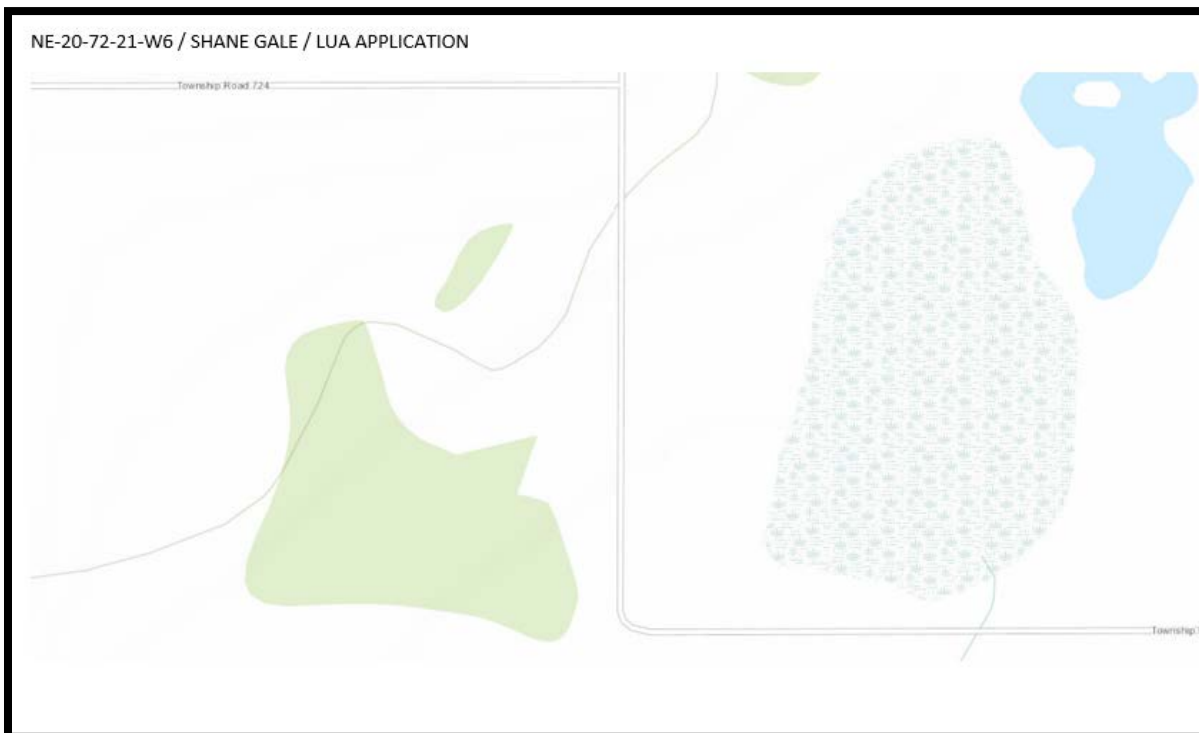 NE-20-72-21-W6 / SHANE GALE / LUA APPLICATION
Township Road 724
Township